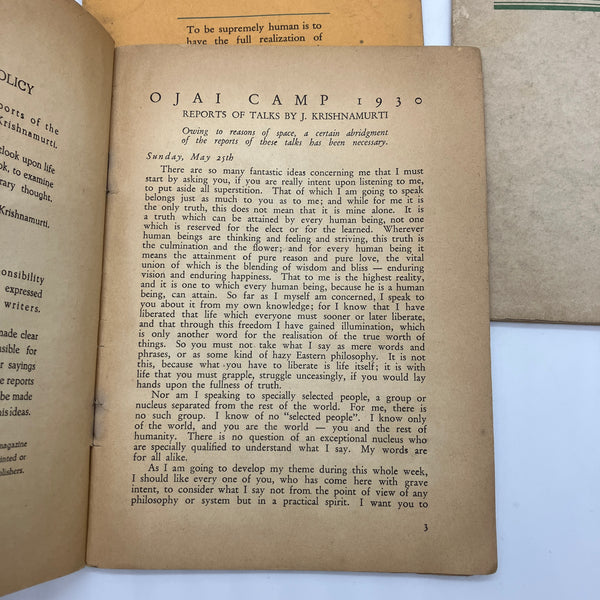 To be supremely human is to
have the full realization of
OLICY
ports of the
Krishnamurti.
tlook upon life
ok, to examine
rary thought.
Krishnamurti.
ponsibility
expressed
writers.
made clear
sible for
r sayings
e reports
be made
his ideas.
magazine
inted or
blishers.
OJAI CAMP 1930
REPORTS OF TALKS BY J. KRISHNAMURTI
Owing to reasons of space, a certain abridgment
of the reports of these talks has been necessary.
Sunday, May 25th
There are so many fantastic ideas concerning me that I must
start by asking you, if you are really intent upon listening to me,
to put aside all superstition. That of which I am going to speak
belongs just as much to you as to me; and while for me it is
the only truth, this does not mean that it is mine alone. It is
a truth which can be attained by every human being, not one
which is reserved for the elect or for the learned. Wherever
human beings are thinking and feeling and striving, this truth is
the culmination and the flower; and for every human being it
means the attainment of pure reason and pure love, the vital
union of which is the blending of wisdom and bliss — enduring
vision and enduring happiness. That to me is the highest reality,
and it is one to which every human being, because he is a human
being, can attain. So far as I myself am concerned, I speak to
you about it from my own knowledge; for I know that I have
liberated that life which everyone must sooner or later liberate,
and that through this freedom I have gained illumination, which
is only another word for the realisation of the true worth of
things. So you must not take what I say as mere words and
phrases, or as some kind of hazy Eastern philosophy. It is not
this, because what you have to liberate is life itself; it is with
life that you must grapple, struggle unceasingly, if you would lay
hands upon the fullness of truth.
Nor am I speaking to specially selected people, a group or
nucleus separated from the rest of the world. For me, there is
no such group. I know of no "selected people". I know only
of the world, and you are the world — you and the rest of
humanity. There is no question of an exceptional nucleus who
are specially qualified to understand what I say. My words are
for all alike.
As I am going to develop my theme during this whole week,
I should like every one of you, who has come here with grave
intent, to consider what I say not from the point of view of any
philosophy or system but in a practical spirit. I want you to
3